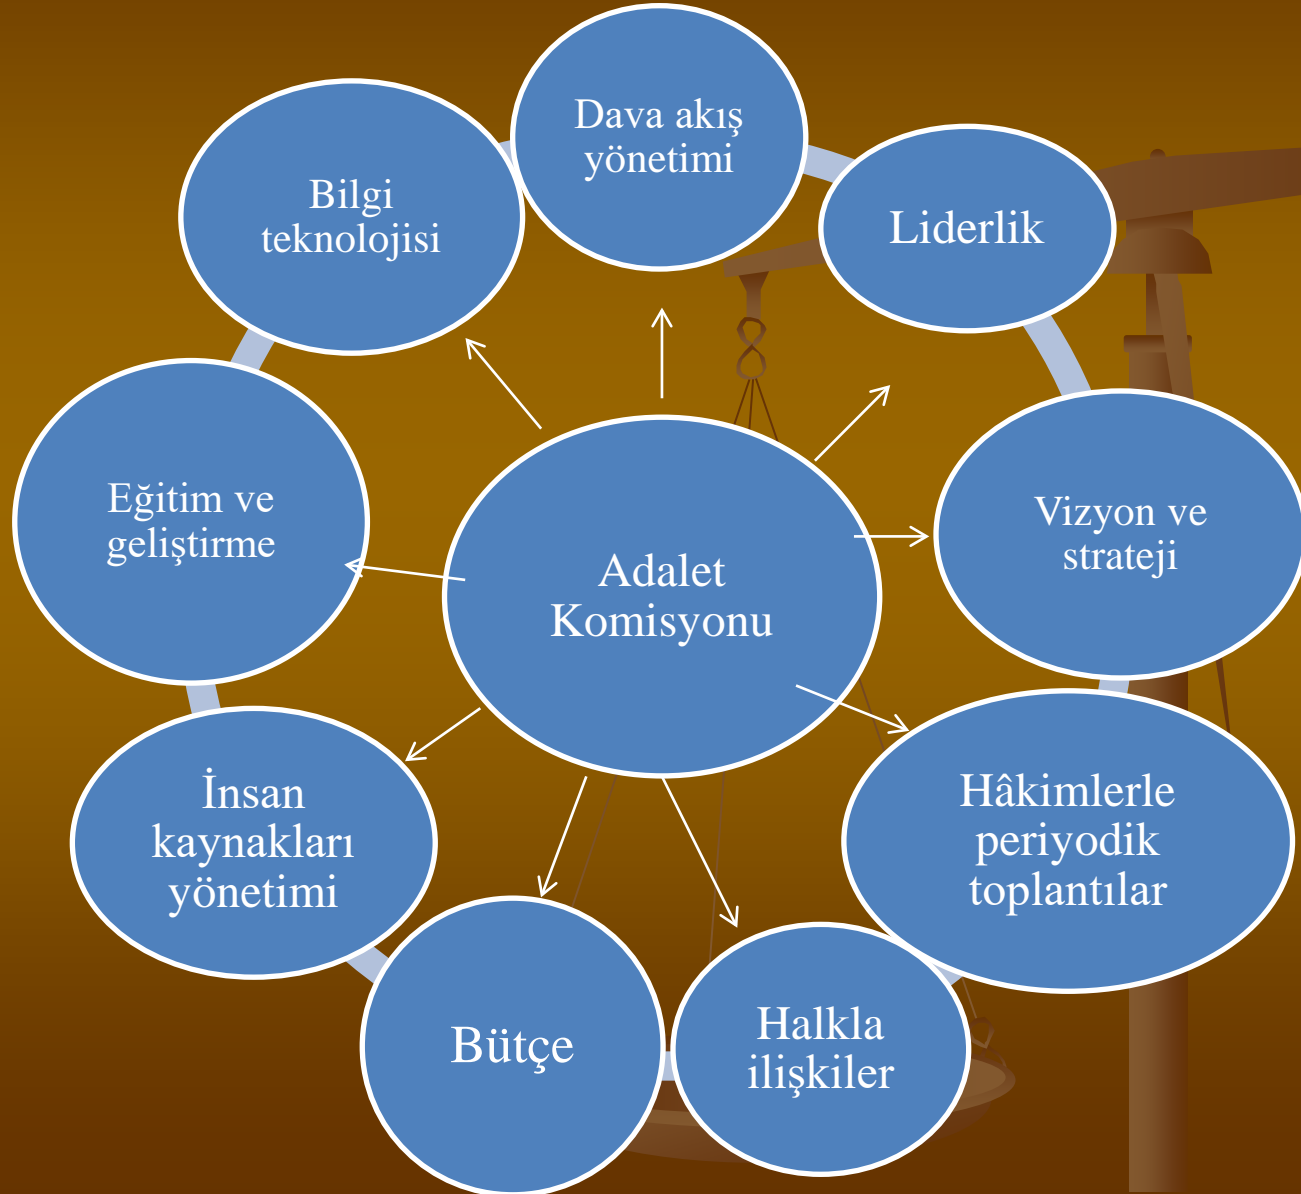 Dava akış
yönetimi
Liderlik
Vizyon ve
strateji
Hâkimlerle
periyodik
toplantılar
Halkla
ilişkiler
Bütçe
İnsan
kaynakları
yönetimi
Eğitim ve
geliştirme
Bilgi
teknolojisi
Adalet
Komisyonu